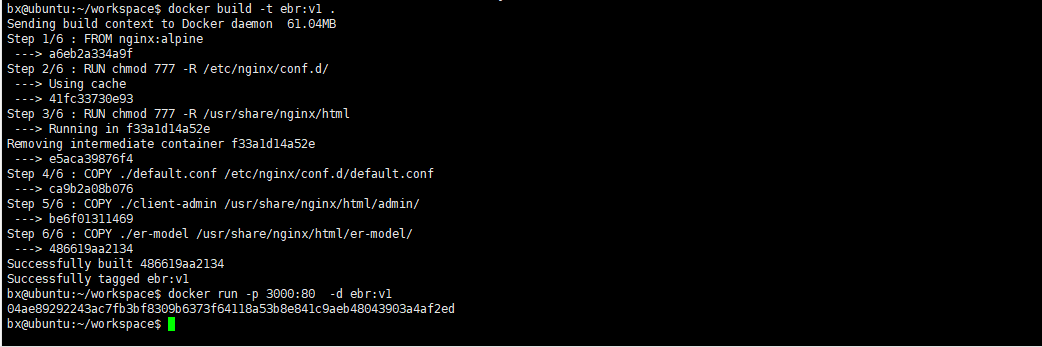 bx@ubuntu:~/workspace$ docker build -t ebr:v1 .
Sending build context to Docker daemon  61.04MB
Step 1/6 : FROM nginx:alpine
 ---> a6eb2a334a9f
Step 2/6 : RUN chmod 777 -R /etc/nginx/conf.d/
 ---> Using cache
 ---> 41fc33730e93
Step 3/6 : RUN chmod 777 -R /usr/share/nginx/html
 ---> Running in f33a1d14a52e
Removing intermediate container f33a1d14a52e
 ---> e5aca39876f4
Step 4/6 : COPY ./default.conf /etc/nginx/conf.d/default.conf
 ---> ca9b2a08b076
Step 5/6 : COPY ./client-admin /usr/share/nginx/html/admin/
 ---> be6f01311469
Step 6/6 : COPY ./er-model /usr/share/nginx/html/er-model/
 ---> 486619aa2134
Successfully built 486619aa2134
Successfully tagged ebr:v1
bx@ubuntu:~/workspace$ docker run -p 3000:80  -d ebr:v1
04ae89292243ac7fb3bf8309b6373f64118a53b8e841c9aeb48043903a4af2ed
bx@ubuntu:~/workspace$